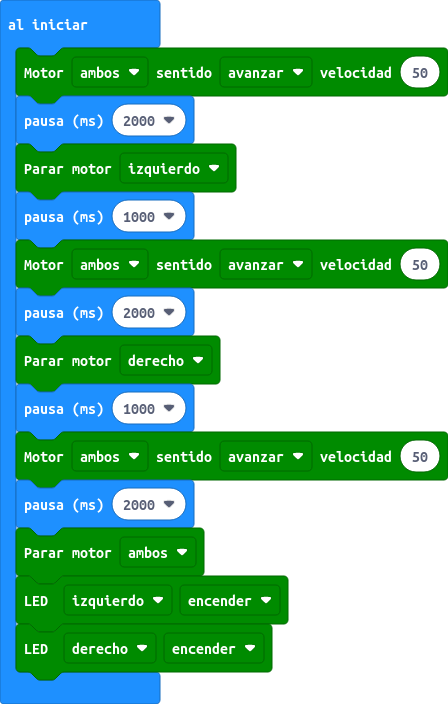 al iniciar
Motor ambos sentido avanzar velocidad 50
pausa (ms) 2000
Parar motor izquierdo
pausa (ms) 1000
Motor ambos sentido avanzar velocidad 50
pausa (ms) 2000
Parar motor derecho
pausa (ms) 1000
Motor ambos sentido avanzar velocidad 50
pausa (ms) 2000
Parar motor ambos
LED izquierdo encender
LED derecho encender